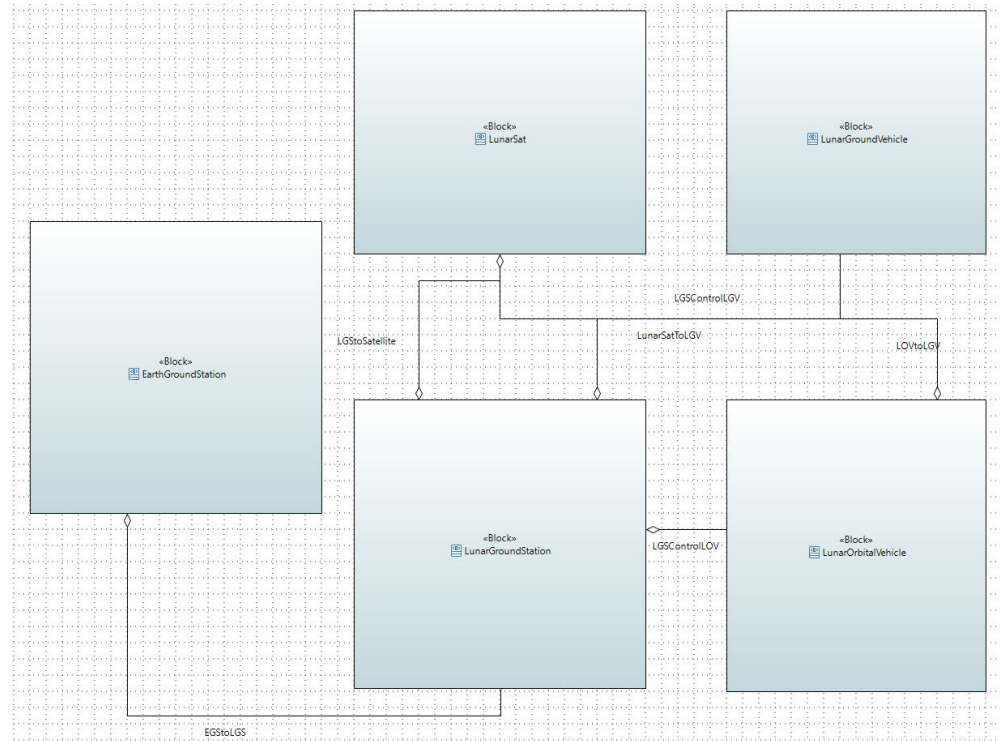 «Block»
LunarSat
«Block»
LunarGroundVehicle
LGSControlLGV
LGStoSatellite
LunarSatToLGV
LOVtoLGV
«Block»
EarthGroundStation
«Block»
LunarGroundStation
LGSControlLOV
«Block»
LunarOrbitalVehicle
EGStoLGS